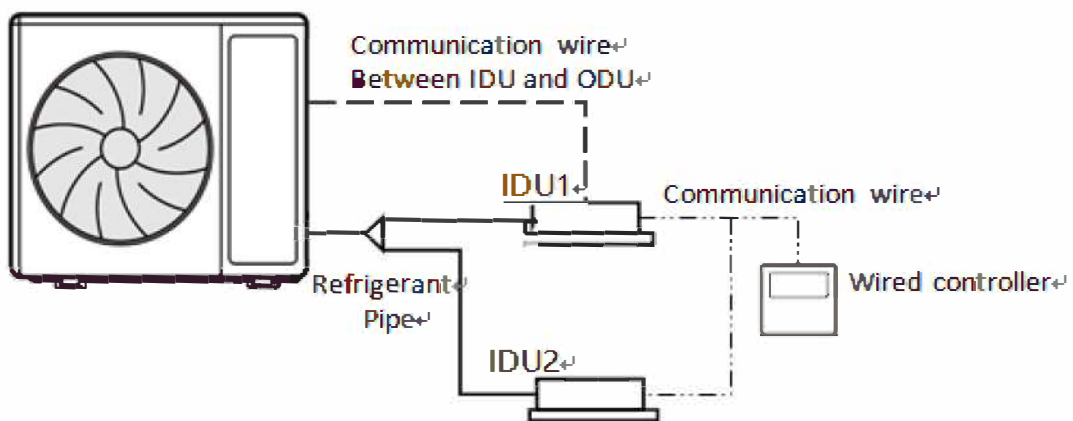 Communication wire↵
Between IDU and ODU↵
IDU1↵
Communication wire↵
Wired controller↵
Refrigerant↵
Pipe↵
IDU2↵